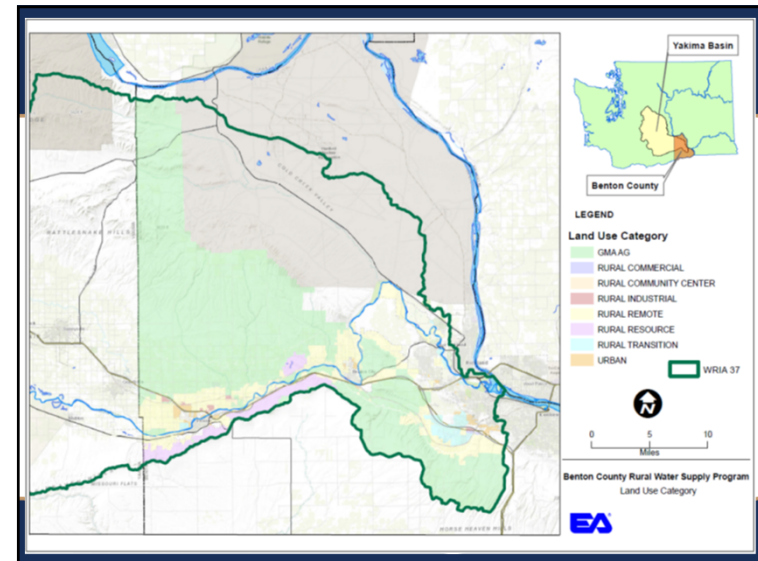 Yakima Basin
Benton County
LEGEND
Land Use Category
GMA AG
RURAL COMMERCIAL
RURAL COMMUNITY CENTER
RURAL INDUSTRIAL
RURAL REMOTE
RURAL RESOURCE
RURAL TRANSITION
URBAN
WRIA 37
N
0 5 10
Miles
Benton County Rural Water Supply Program
Land Use Category
EA
COLD CREEK VALLEY
RATTLESNAKE HILLS
HORSE HEAVEN HILLS